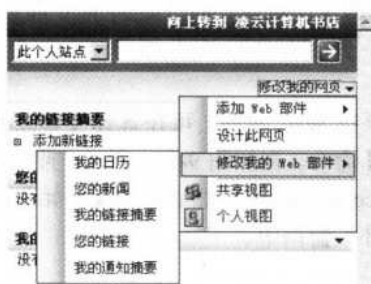 向上转到 凌云计算机书店
此个人站点
修改我的网页
我的链接摘要
添加新链接
您的
没有
我的
没有
添加 Web 部件
设计此网页
修改我的 Web 部件
共享视图
个人视图
我的日历
您的新闻
我的链接摘要
您的链接
我的通知摘要